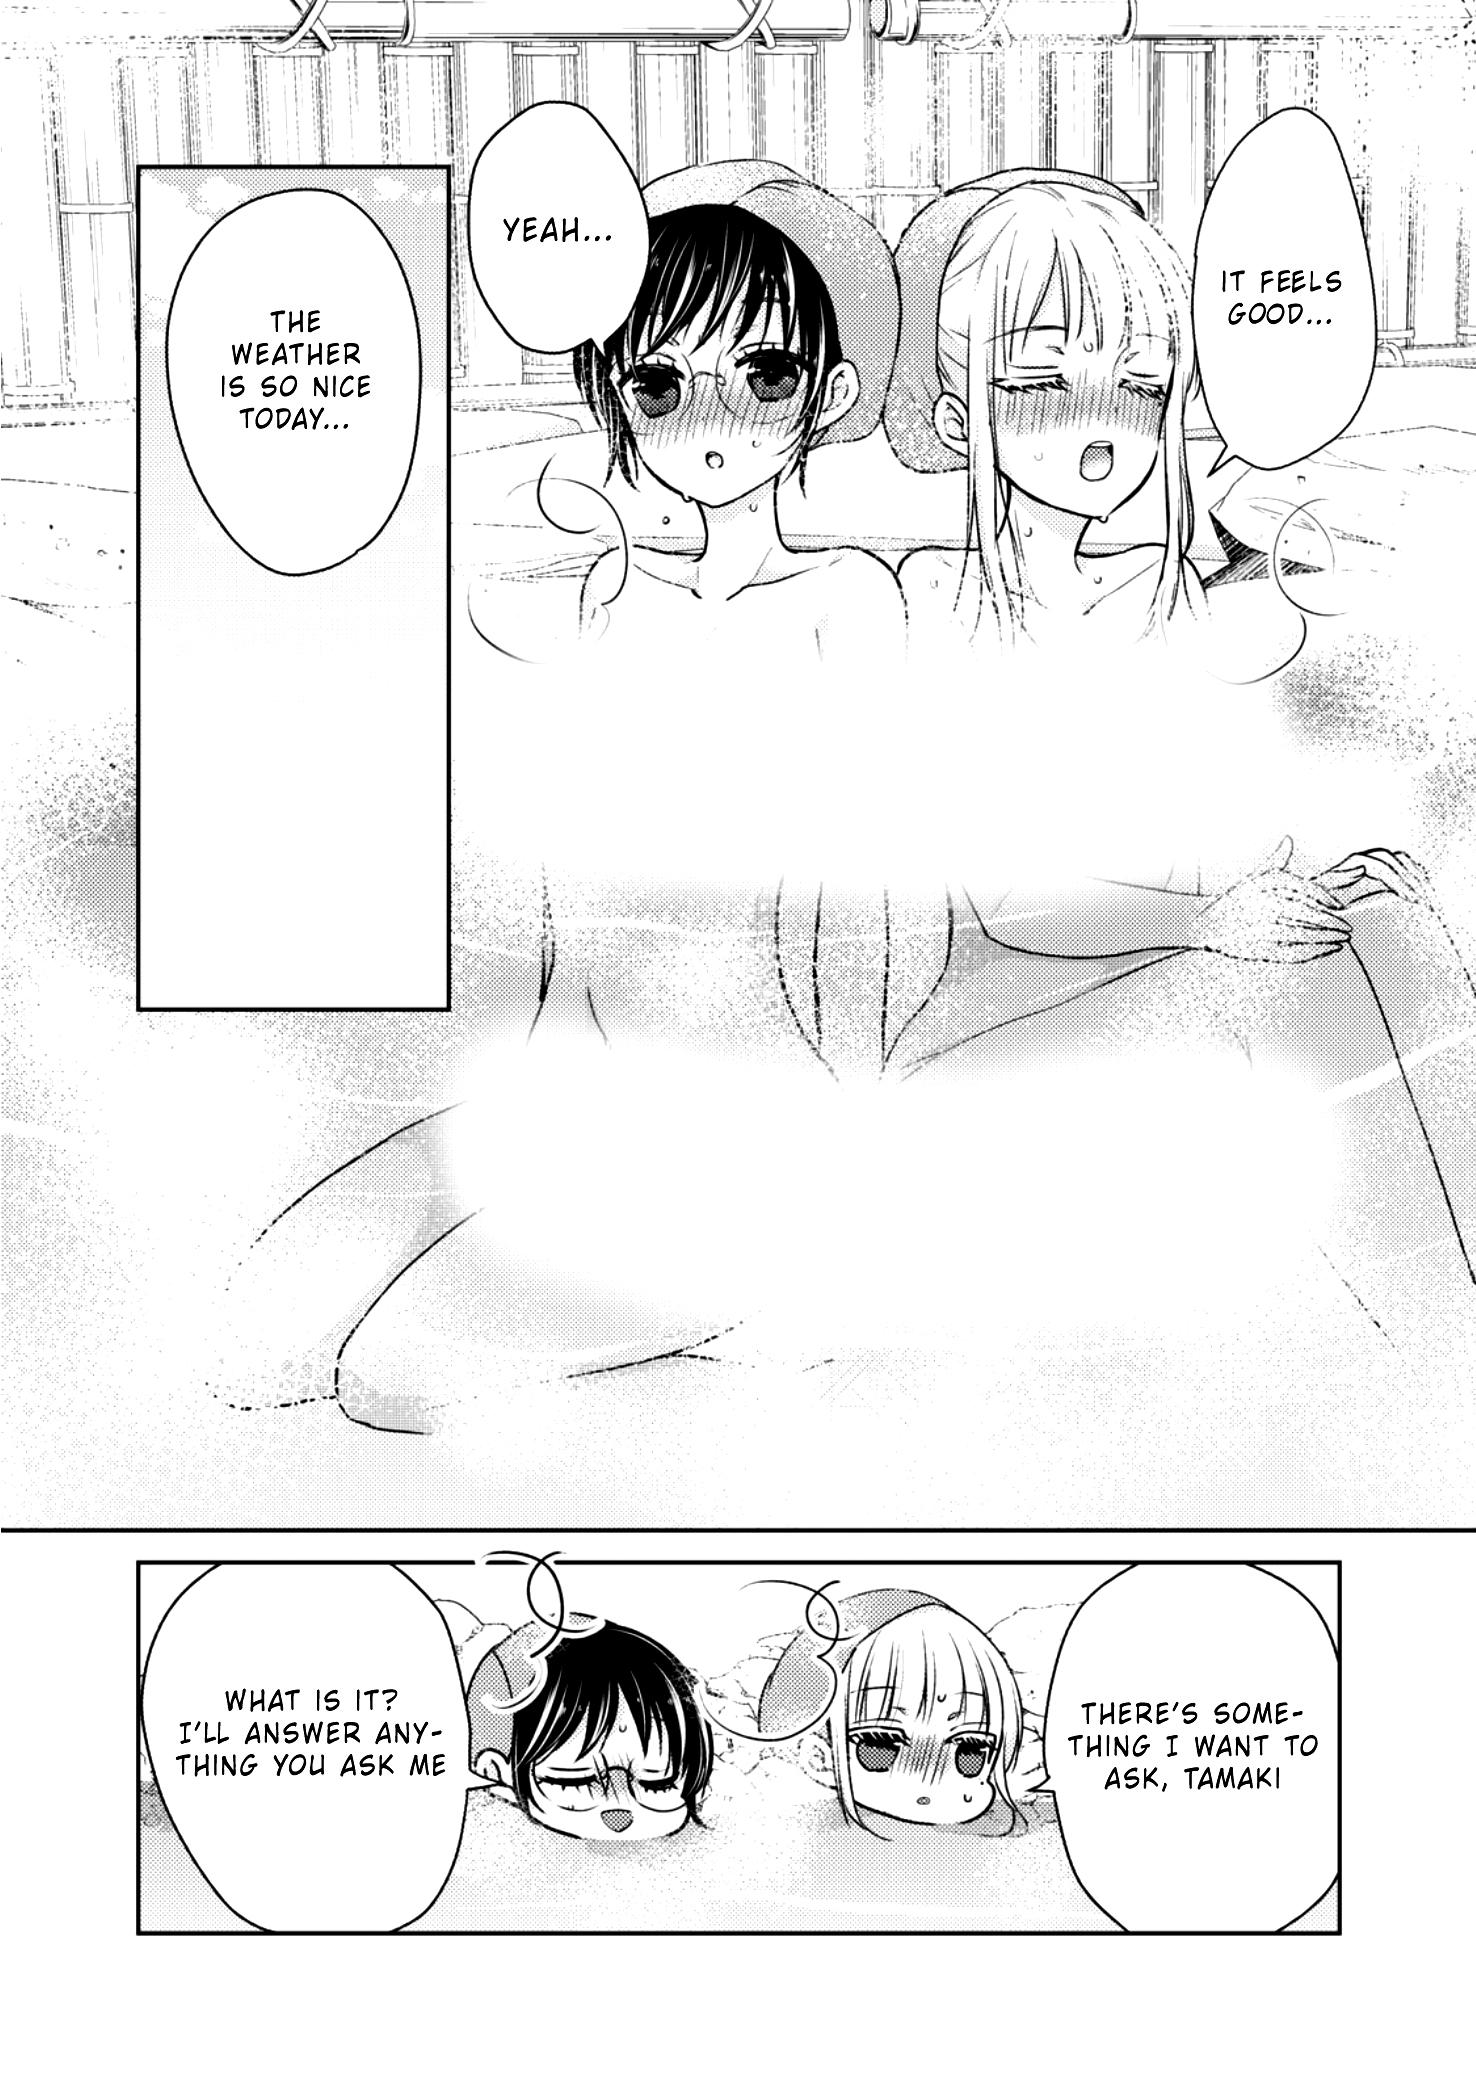 IT FEELS
GOOD...
YEAH...
THE
WEATHER
IS SO NICE
TODAY...
THERE'S SOME-
THING I WANT TO
ASK, TAMAKI
WHAT IS IT?
I'LL ANSWER ANY-
THING YOU ASK ME